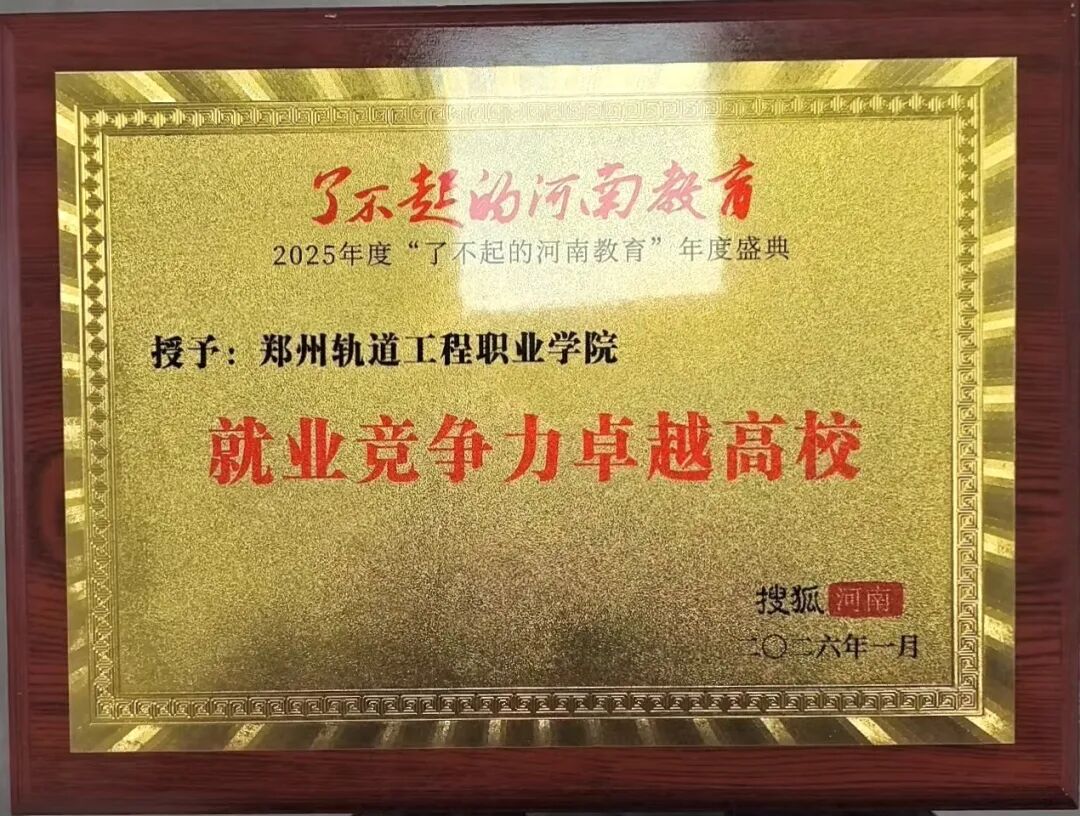 了不起的河南教育
2025年度“了不起的河南教育”年度盛典
授予：郑州轨道工程职业学院
就业竞争力卓越高校
搜狐河南
二〇二六年一月